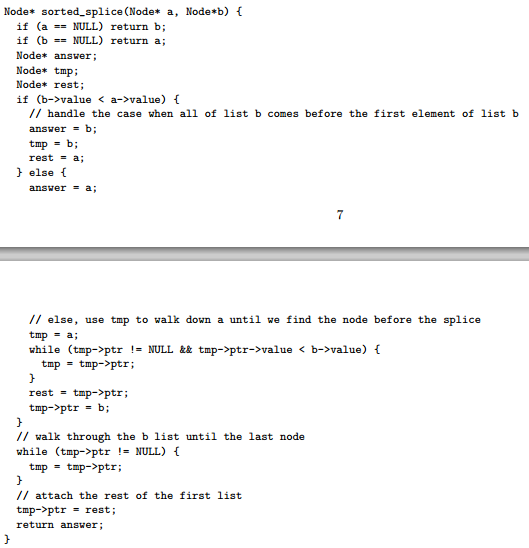 Node* sorted_splice(Node* a, Node*b) {
if (a == NULL) return b;
if (b == NULL) return a;
Node* answer;
Node* tmp;
Node* rest;
if (b->value < a->value) {
// handle the case when all of list b comes before the first element of list b
answer = b;
tmp = b;
rest = a;
} else {
answer = a;
7
// else, use tmp to walk down a until we find the node before the splice
tmp = a;
while (tmp->ptr != NULL && tmp->ptr->value < b->value) {
tmp = tmp->ptr;
}
rest = tmp->ptr;
tmp->ptr = b;
}
// walk through the b list until the last node
while (tmp->ptr != NULL) {
tmp = tmp->ptr;
}
// attach the rest of the first list
tmp->ptr = rest;
return answer;
}